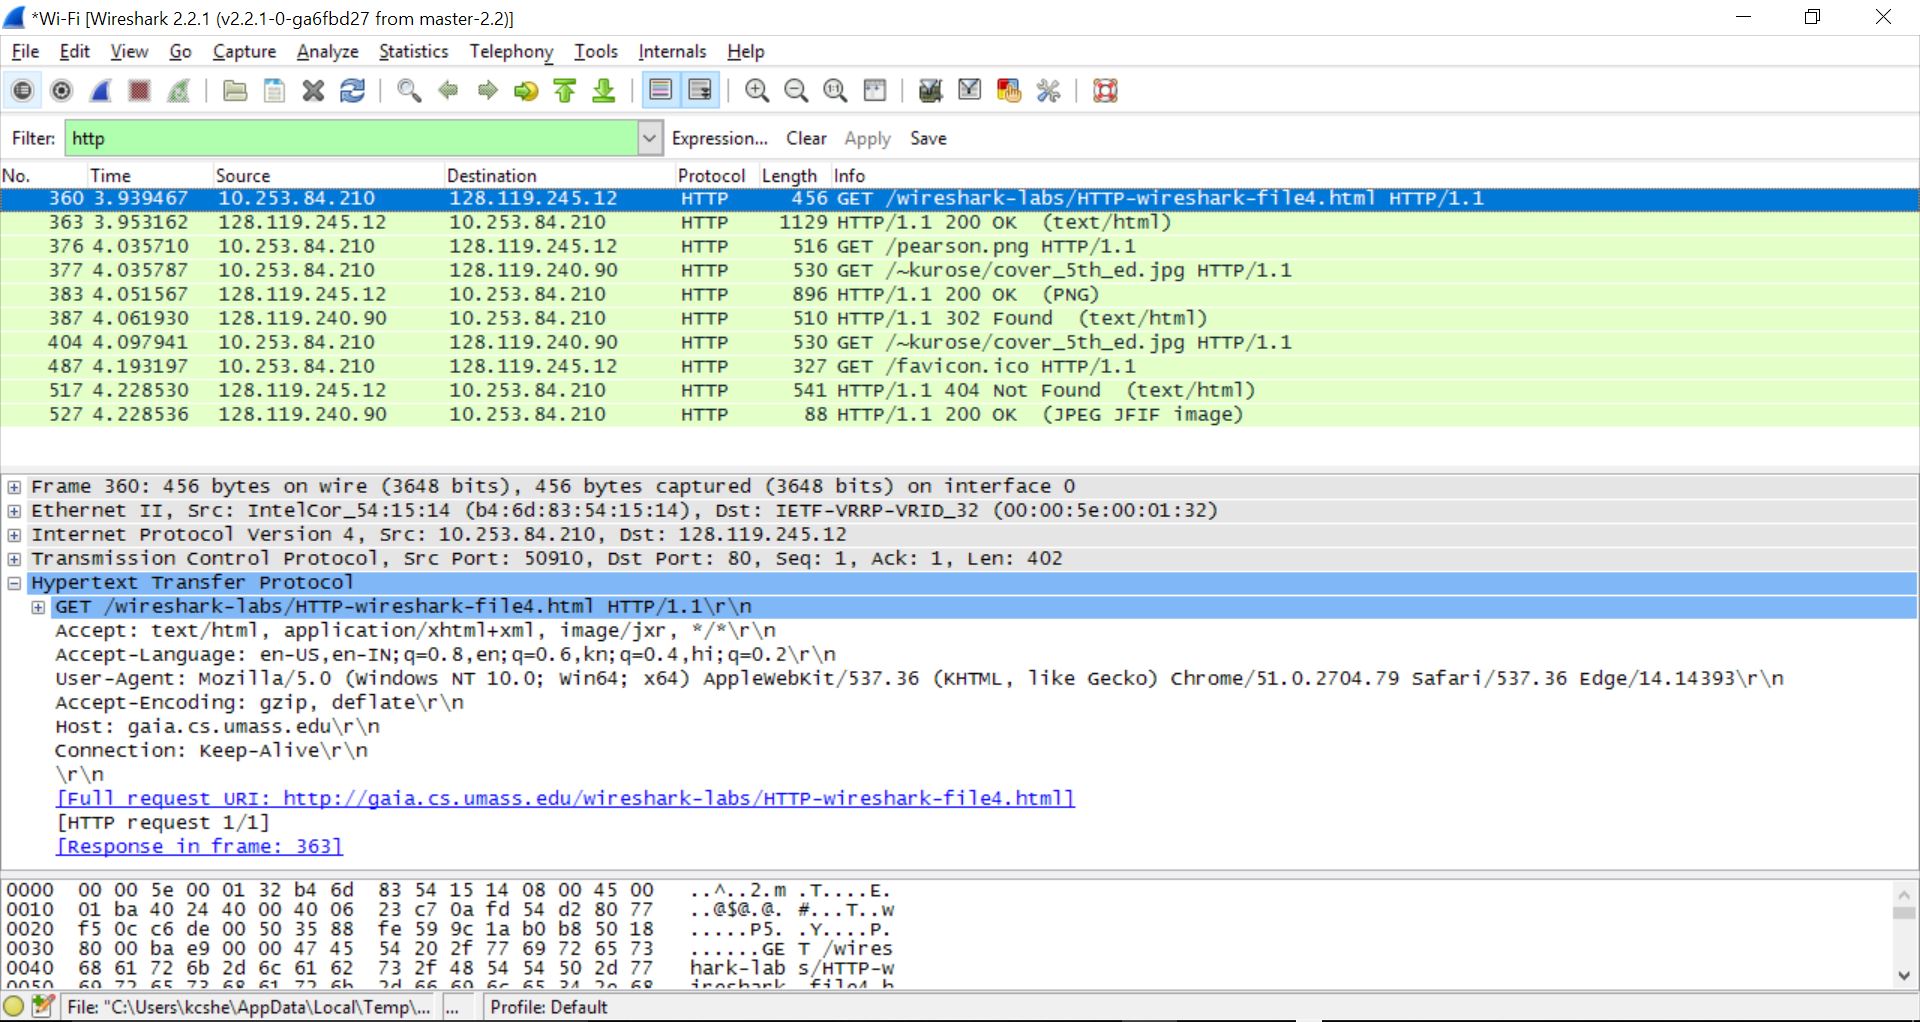 *Wi-Fi [Wireshark 2.2.1 (v2.2.1-0-ga6fbd27 from master-2.2)]
File Edit View Go Capture Analyze Statistics Telephony Tools Internals Help
Filter: http Expression... Clear Apply Save
No. Time Source Destination Protocol Length Info
360 3.939467 10.253.84.210 128.119.245.12 HTTP 456 GET /wireshark-labs/HTTP-wireshark-file4.html HTTP/1.1
363 3.953162 128.119.245.12 10.253.84.210 HTTP 1129 HTTP/1.1 200 OK (text/html)
376 4.035710 10.253.84.210 128.119.245.12 HTTP 516 GET /pearson.png HTTP/1.1
377 4.035787 10.253.84.210 128.119.240.90 HTTP 530 GET /~kurose/cover_5th_ed.jpg HTTP/1.1
383 4.051567 128.119.245.12 10.253.84.210 HTTP 896 HTTP/1.1 200 OK (PNG)
387 4.061930 128.119.240.90 10.253.84.210 HTTP 510 HTTP/1.1 302 Found (text/html)
404 4.097941 10.253.84.210 128.119.240.90 HTTP 530 GET /~kurose/cover_5th_ed.jpg HTTP/1.1
487 4.193197 10.253.84.210 128.119.245.12 HTTP 327 GET /favicon.ico HTTP/1.1
517 4.228530 128.119.245.12 10.253.84.210 HTTP 541 HTTP/1.1 404 Not Found (text/html)
527 4.228536 128.119.240.90 10.253.84.210 HTTP 88 HTTP/1.1 200 OK (JPEG JFIF image)
Frame 360: 456 bytes on wire (3648 bits), 456 bytes captured (3648 bits) on interface 0
Ethernet II, Src: IntelCor_54:15:14 (b4:6d:83:54:15:14), Dst: IETF-VRRP-VRID_32 (00:00:5e:00:01:32)
Internet Protocol Version 4, Src: 10.253.84.210, Dst: 128.119.245.12
Transmission Control Protocol, Src Port: 50910, Dst Port: 80, Seq: 1, Ack: 1, Len: 402
Hypertext Transfer Protocol
GET /wireshark-labs/HTTP-wireshark-file4.html HTTP/1.1\r\n
Accept: text/html, application/xhtml+xml, image/jxr, */*\r\n
Accept-Language: en-US,en-IN;q=0.8,en;q=0.6,kn;q=0.4,hi;q=0.2\r\n
User-Agent: Mozilla/5.0 (Windows NT 10.0; Win64; x64) AppleWebKit/537.36 (KHTML, like Gecko) Chrome/51.0.2704.79 Safari/537.36 Edge/14.14393\r\n
Accept-Encoding: gzip, deflate\r\n
Host: gaia.cs.umass.edu\r\n
Connection: Keep-Alive\r\n
\r\n
[Full request URI: http://gaia.cs.umass.edu/wireshark-labs/HTTP-wireshark-file4.html]
[HTTP request 1/1]
[Response in frame: 363]
0000 00 00 5e 00 01 32 b4 6d 83 54 15 14 08 00 45 00 ..^..2.m .T....E.
0010 01 ba 40 24 40 00 40 06 23 c7 0a fd 54 d2 80 77 ..@$@.@. #...T..w
0020 f5 0c c6 de 00 50 35 88 fe 59 9c 1a b0 b8 50 18 .....P5. .Y....P.
0030 80 00 ba e9 00 00 47 45 54 20 2f 77 69 72 65 73 ......GE T /wires
0040 68 61 72 6b 2d 6c 61 62 73 2f 48 54 54 50 2d 77 hark-lab s/HTTP-w
0050 69 72 65 73 68 61 72 6b 2d 66 69 6c 65 34 2e 68 ireshark -file4.h
File: "C:\Users\kcshe\AppData\Local\Temp\... ... Profile: Default